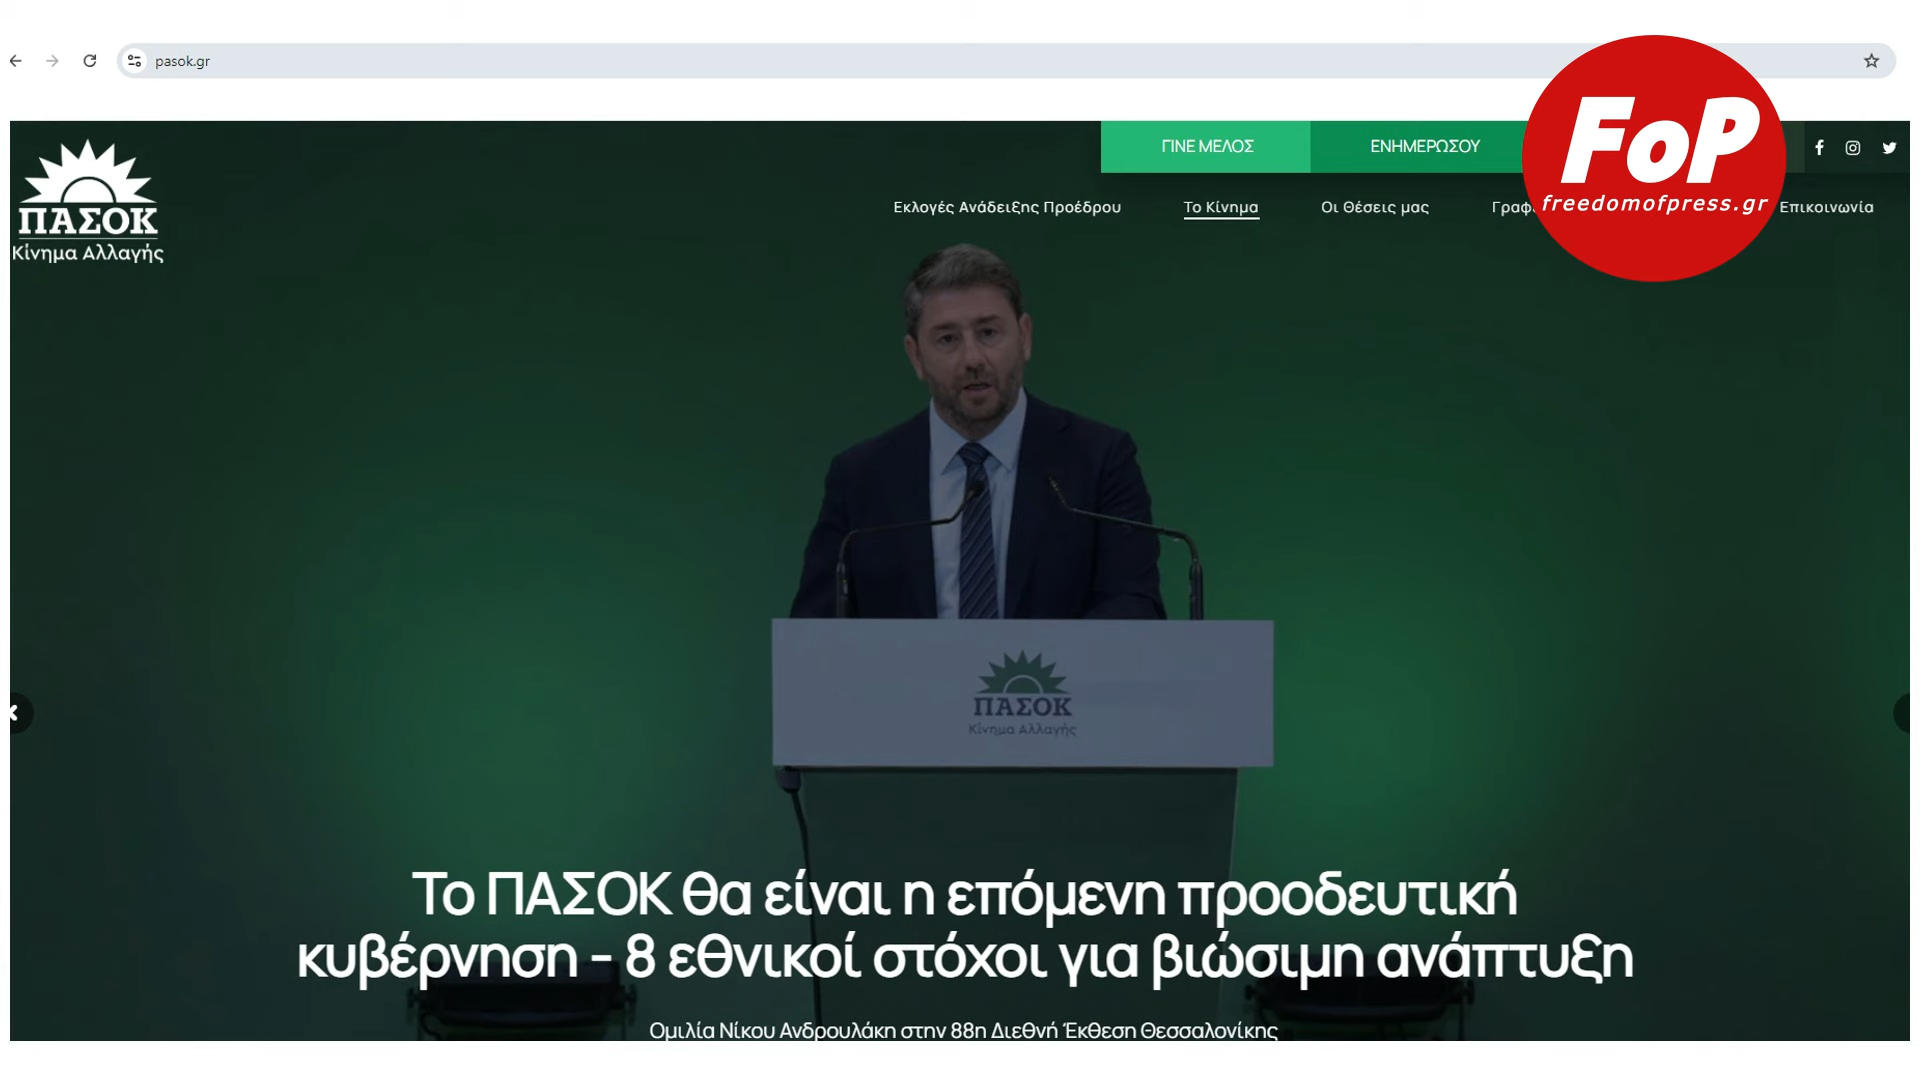 pasok.gr
ΓΙΝΕ ΜΕΛΟΣ
ΕΝΗΜΕΡΩΣΟΥ
FoP
freedomofpress.gr
Εκλογές Ανάδειξης Προέδρου
Το Κίνημα
Οι Θέσεις μας
Επικοινωνία
ΠΑΣΟΚ
Κίνημα Αλλαγής
ΠΑΣΟΚ
Κίνημα Αλλαγής
Το ΠΑΣΟΚ θα είναι η επόμενη προοδευτική
κυβέρνηση - 8 εθνικοί στόχοι για βιώσιμη ανάπτυξη
Ομιλία Νίκου Ανδρουλάκη στην 88η Διεθνή Έκθεση Θεσσαλονίκης